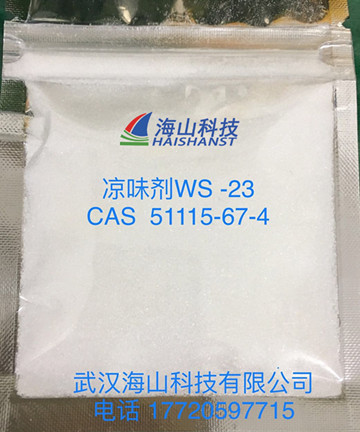 海山科技
HAISHANST
凉味剂WS -23
CAS 51115-67-4
武汉海山科技有限公司
电话 17720597715